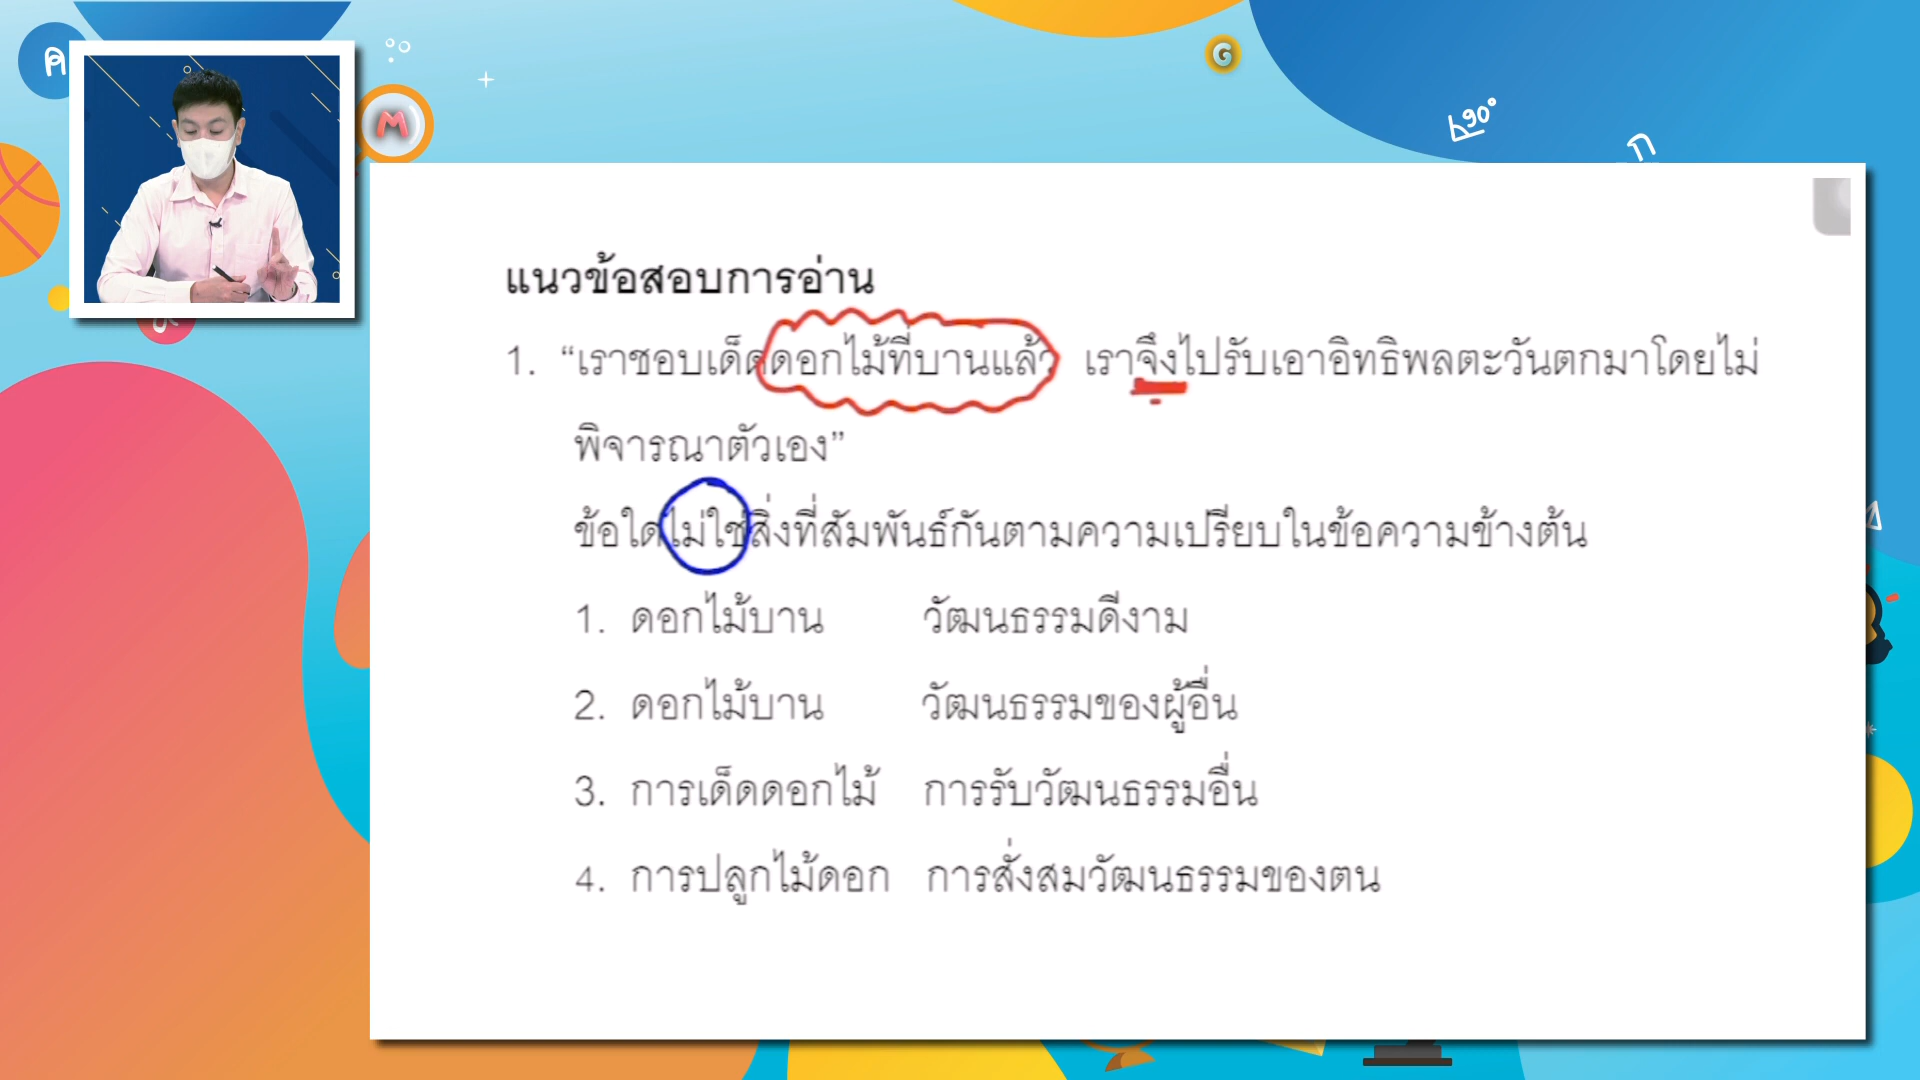 ค
M
G
90°
ก
แนวข้อสอบการอ่าน
1. “เราชอบเด็ดดอกไม้ที่บานแล้ว เราจึงไปรับเอาอิทธิพลตะวันตกมาโดยไม่
พิจารณาตัวเอง”
ข้อใดไม่ใช่สิ่งที่สัมพันธ์กันตามความเปรียบในข้อความข้างต้น
1. ดอกไม้บาน วัฒนธรรมดีงาม
2. ดอกไม้บาน วัฒนธรรมของผู้อื่น
3. การเด็ดดอกไม้ การรับวัฒนธรรมอื่น
4. การปลูกไม้ดอก การสั่งสมวัฒนธรรมของตน